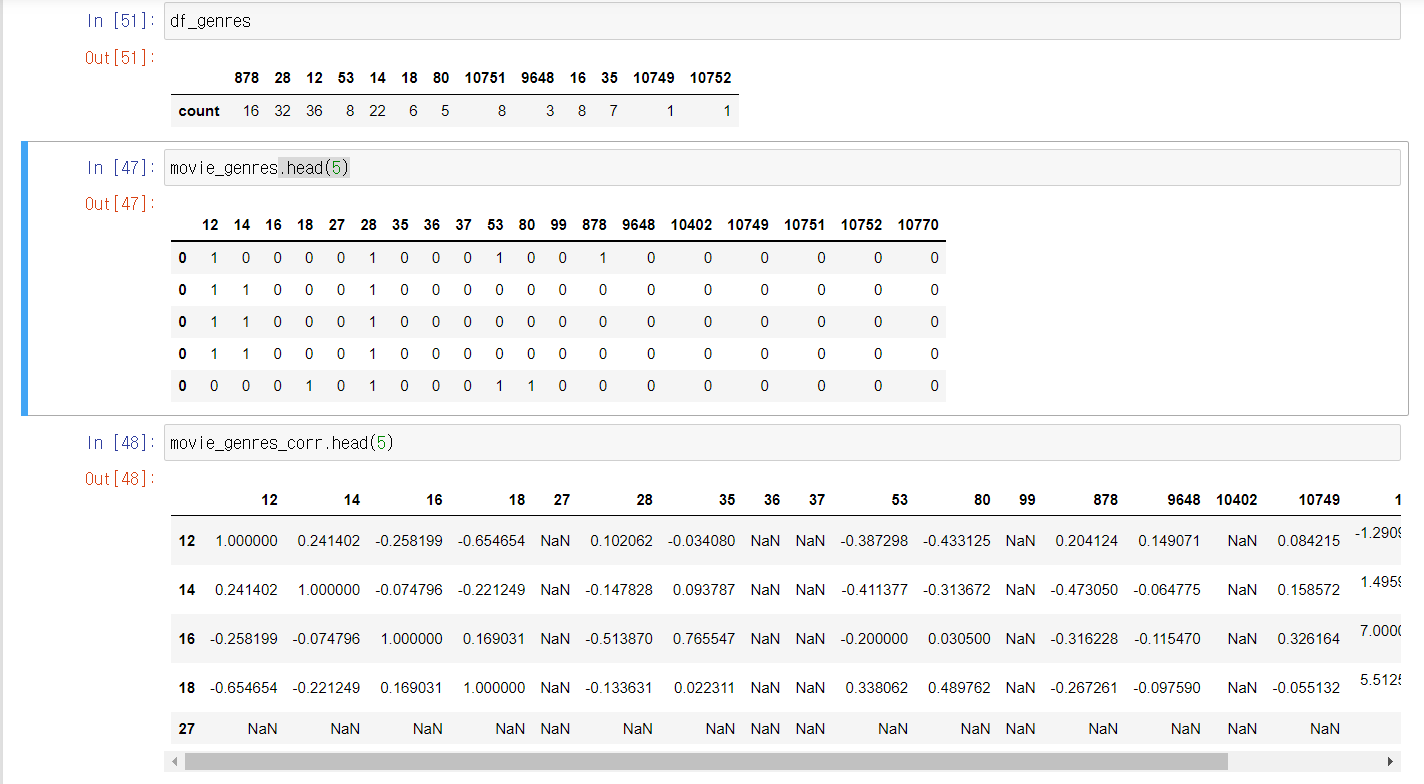 In [51]: df_genres
Out[51]:
878 28 12 53 14 18 80 10751 9648 16 35 10749 10752
count 16 32 36 8 22 6 5 8 3 8 7 1 1
In [47]: movie_genres.head(5)
Out[47]:
12 14 16 18 27 28 35 36 37 53 80 99 878 9648 10402 10749 10751 10752 10770
0 1 0 0 0 0 1 0 0 0 1 0 0 1 0 0 0 0 0 0
0 1 1 0 0 0 1 0 0 0 0 0 0 0 0 0 0 0 0 0
0 1 1 0 0 0 1 0 0 0 0 0 0 0 0 0 0 0 0 0
0 1 1 0 0 0 1 0 0 0 0 0 0 0 0 0 0 0 0 0
0 0 0 0 1 0 1 0 0 0 1 1 0 0 0 0 0 0 0 0
In [48]: movie_genres_corr.head(5)
Out[48]:
12 14 16 18 27 28 35 36 37 53 80 99 878 9648 10402 10749 1
12 1.000000 0.241402 -0.258199 -0.654654 NaN 0.102062 -0.034080 NaN NaN -0.387298 -0.433125 NaN 0.204124 0.149071 NaN 0.084215 -1.2909
14 0.241402 1.000000 -0.074796 -0.221249 NaN -0.147828 0.093787 NaN NaN -0.411377 -0.313672 NaN -0.473050 -0.064775 NaN 0.158572 1.4959
16 -0.258199 -0.074796 1.000000 0.169031 NaN -0.513870 0.765547 NaN NaN -0.200000 0.030500 NaN -0.316228 -0.115470 NaN 0.326164 7.0000
18 -0.654654 -0.221249 0.169031 1.000000 NaN -0.133631 0.022311 NaN NaN 0.338062 0.489762 NaN -0.267261 -0.097590 NaN -0.055132 5.5125
27 NaN NaN NaN NaN NaN NaN NaN NaN NaN NaN NaN NaN NaN NaN NaN NaN